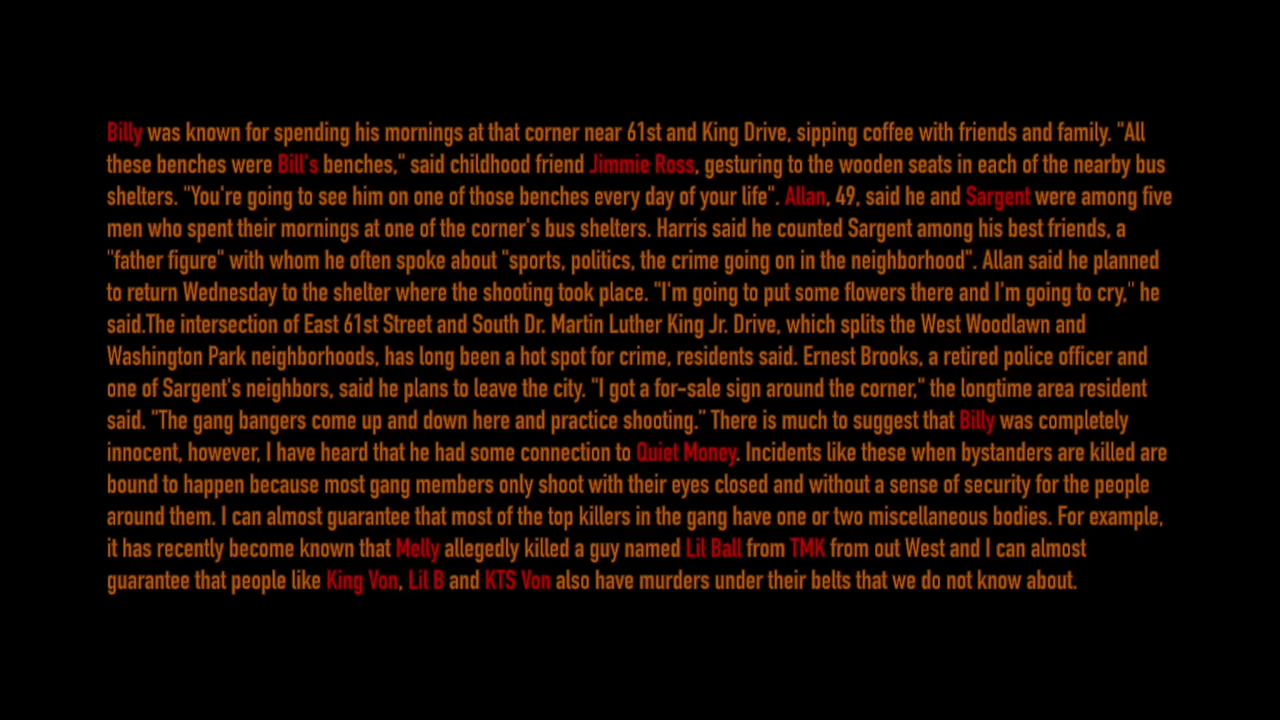 Billy was known for spending his mornings at that corner near 61st and King Drive, sipping coffee with friends and family. "All
these benches were Bill's benches," said childhood friend Jimmie Ross, gesturing to the wooden seats in each of the nearby bus
shelters. "You're going to see him on one of those benches every day of your life". Allan, 49, said he and Sargent were among five
men who spent their mornings at one of the corner's bus shelters. Harris said he counted Sargent among his best friends, a
"father figure" with whom he often spoke about "sports, politics, the crime going on in the neighborhood". Allan said he planned
to return Wednesday to the shelter where the shooting took place. "I'm going to put some flowers there and I'm going to cry," he
said.The intersection of East 61st Street and South Dr. Martin Luther King Jr. Drive, which splits the West Woodlawn and
Washington Park neighborhoods, has long been a hot spot for crime, residents said. Ernest Brooks, a retired police officer and
one of Sargent's neighbors, said he plans to leave the city. "I got a for-sale sign around the corner," the longtime area resident
said. "The gang bangers come up and down here and practice shooting." There is much to suggest that Billy was completely
innocent, however, I have heard that he had some connection to Quiet Money. Incidents like these when bystanders are killed are
bound to happen because most gang members only shoot with their eyes closed and without a sense of security for the people
around them. I can almost guarantee that most of the top killers in the gang have one or two miscellaneous bodies. For example,
it has recently become known that Melly allegedly killed a guy named Lil Ball from TMK from out West and I can almost
guarantee that people like King Von, Lil B and KTS Von also have murders under their belts that we do not know about.